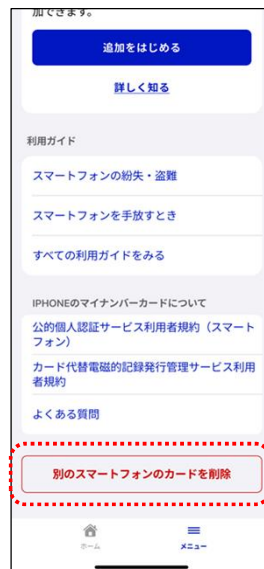 加できます。
追加をはじめる
詳しく知る
利用ガイド
スマートフォンの紛失・盗難
スマートフォンを手放すとき
すべての利用ガイドをみる
IPHONEのマイナンバーカードについて
公的個人認証サービス利用者規約（スマート
フォン）
カード代替電磁的記録発行管理サービス利用
者規約
よくある質問
別のスマートフォンのカードを削除
ホーム
メニュー